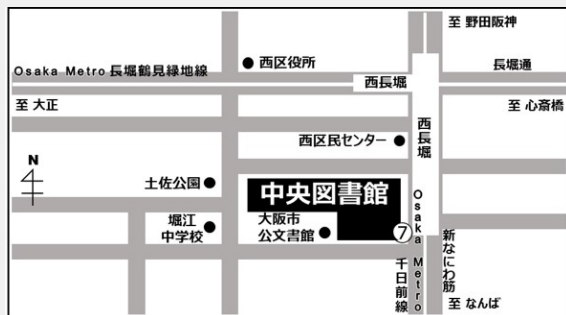 至 野田阪神
西区役所
Osaka Metro 長堀鶴見緑地線
長堀通
西長堀
至 大正
至 心斎橋
西長堀
西区民センター
N
土佐公園
中央図書館
堀江
中学校
大阪市
公文書館
⑦
Osaka Metro
千日前線
新なにわ筋
至 なんば